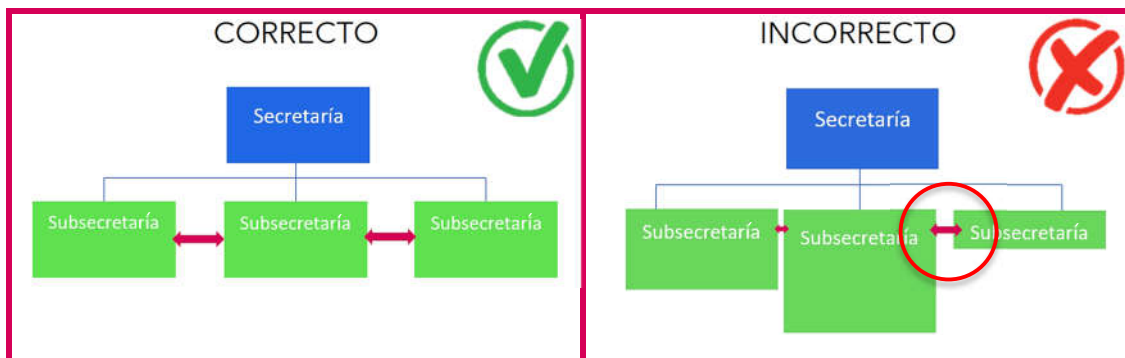 CORRECTO
Secretaría
Subsecretaría
Subsecretaría
Subsecretaría
INCORRECTO
Secretaría
Subsecretaría
Subsecretaría
Subsecretaría